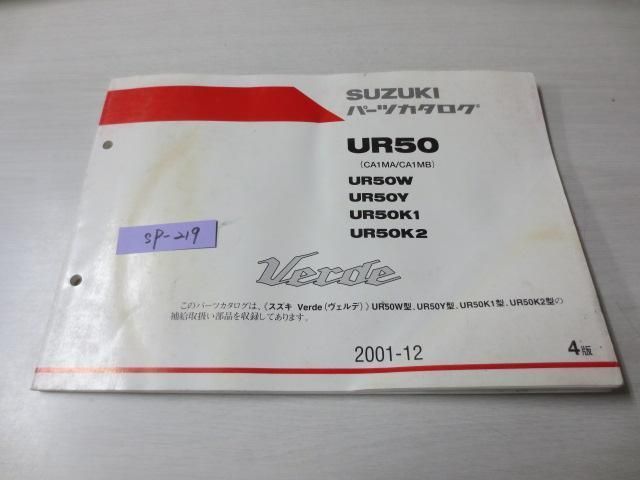 SUZUKI
パーツカタログ
UR50
(CA1MA/CA1MB)
UR50W
UR50Y
UR50K1
UR50K2
SP-219
Verde
このパーツカタログは、《スズキ Verde(ヴェルデ)》UR50W型、UR50Y型、UR50K1型、UR50K2型の
補給取扱い部品を収録してあります。
2001-12
4版